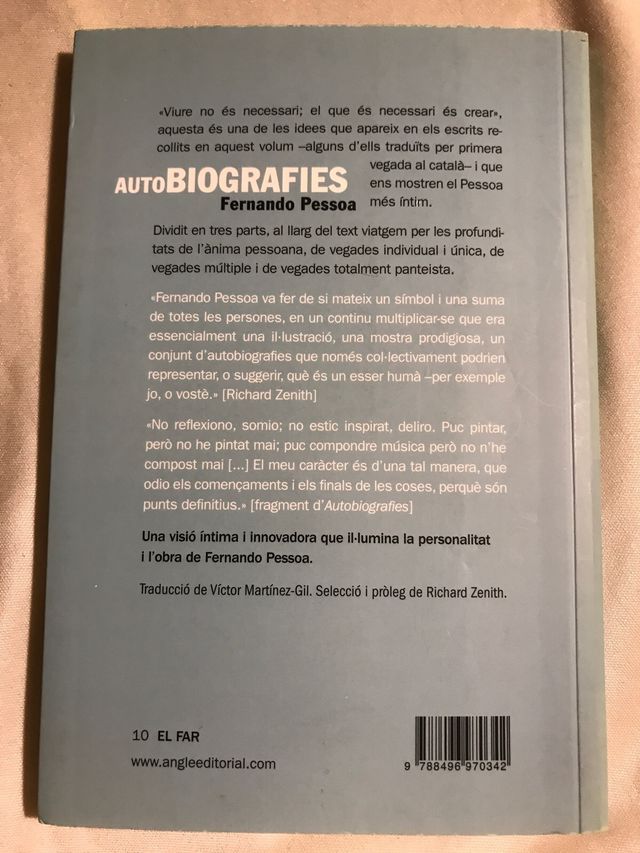 «Viure no és necessari; el que és necessari és crear»,
aquesta és una de les idees que apareix en els escrits re-
collits en aquest volum –alguns d'ells traduïts per primera
vegada al català– i que
ens mostren el Pessoa
més íntim.
AUTOBIOGRAFIES
Fernando Pessoa
Dividit en tres parts, al llarg del text viatgem per les profundi-
tats de l'ànima pessoana, de vegades individual i única, de
vegades múltiple i de vegades totalment panteista.
«Fernando Pessoa va fer de si mateix un símbol i una suma
de totes les persones, en un continu multiplicar-se que era
essencialment una il·lustració, una mostra prodigiosa, un
conjunt d'autobiografies que només col·lectivament podrien
representar, o suggerir, què és un esser humà –per exemple
jo, o vostè.» [Richard Zenith]
«No reflexiono, somio; no estic inspirat, deliro. Puc pintar,
però no he pintat mai; puc compondre música però no n'he
compost mai [...] El meu caràcter és d'una tal manera, que
odio els començaments i els finals de les coses, perquè són
punts definitius.» [fragment d'Autobiografies]
Una visió íntima i innovadora que il·lumina la personalitat
i l'obra de Fernando Pessoa.
Traducció de Víctor Martínez-Gil. Selecció i pròleg de Richard Zenith.
10 EL FAR
www.angleeditorial.com
9 788496 970342